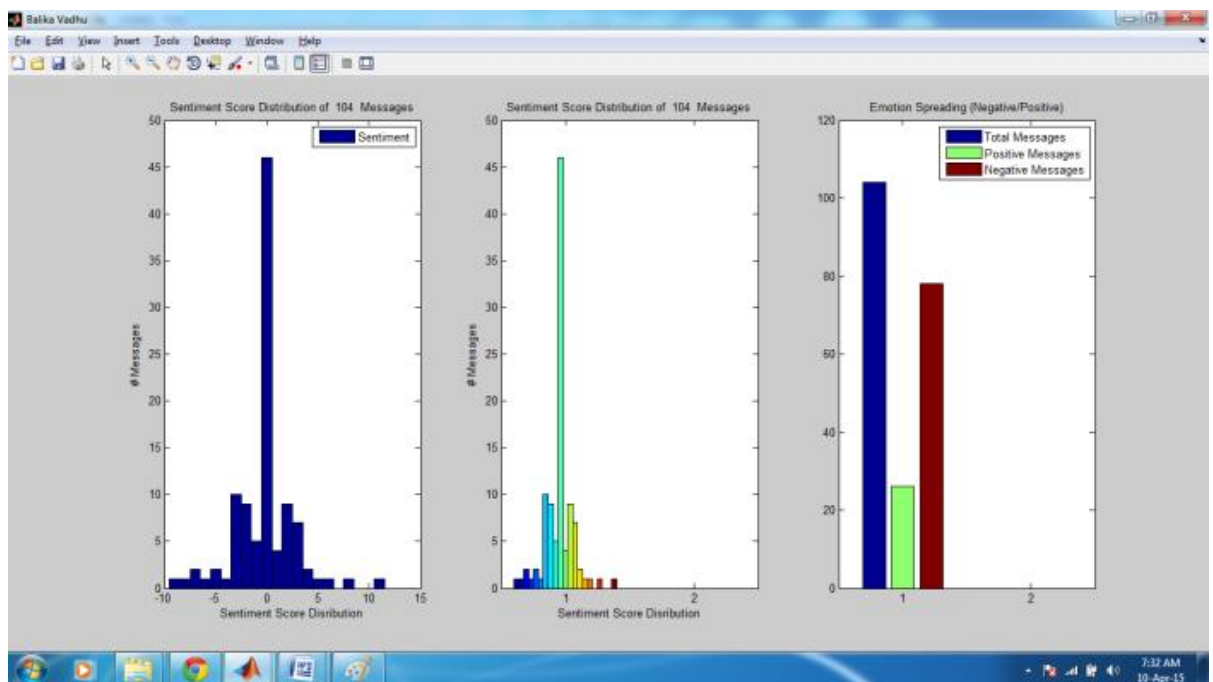 Balika Vadhu
File Edit View Insert Tools Desktop Window Help
Sentiment Score Distribution of 104 Messages
50
45
40
35
30
25
20
15
10
5
0
# Messages
Sentiment
-10 -5 0 5 10 15
Sentiment Score Disribution
Sentiment Score Distribution of 104 Messages
50
45
40
35
30
25
20
15
10
5
0
# Messages
1 2
Sentiment Score Disribution
Emotion Spreading (Negative/Positive)
120
100
80
60
40
20
0
Total Messages
Positive Messages
Negative Messages
1 2
7:32 AM
10-Apr-15